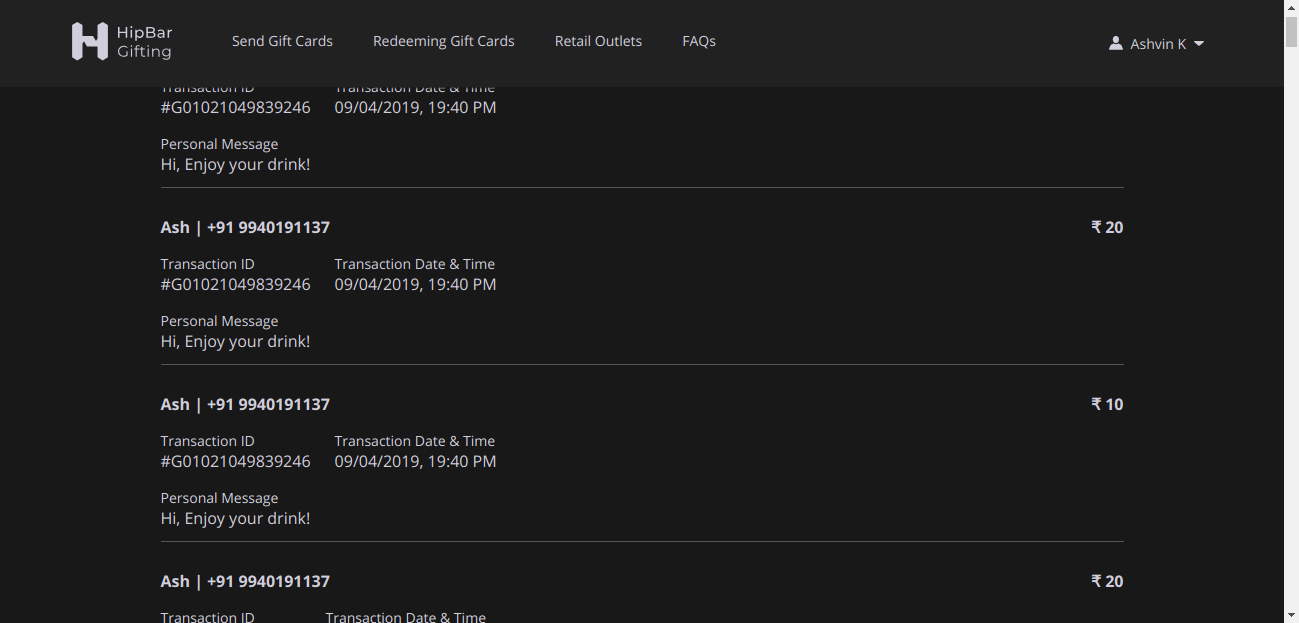 HipBar
Gifting
Send Gift Cards Redeeming Gift Cards Retail Outlets FAQs
Ashvin K
Transaction ID Transaction Date & Time
#G01021049839246 09/04/2019, 19:40 PM
Personal Message
Hi, Enjoy your drink!
Ash | +91 9940191137 ₹ 20
Transaction ID Transaction Date & Time
#G01021049839246 09/04/2019, 19:40 PM
Personal Message
Hi, Enjoy your drink!
Ash | +91 9940191137 ₹ 10
Transaction ID Transaction Date & Time
#G01021049839246 09/04/2019, 19:40 PM
Personal Message
Hi, Enjoy your drink!
Ash | +91 9940191137 ₹ 20
Transaction ID Transaction Date & Time